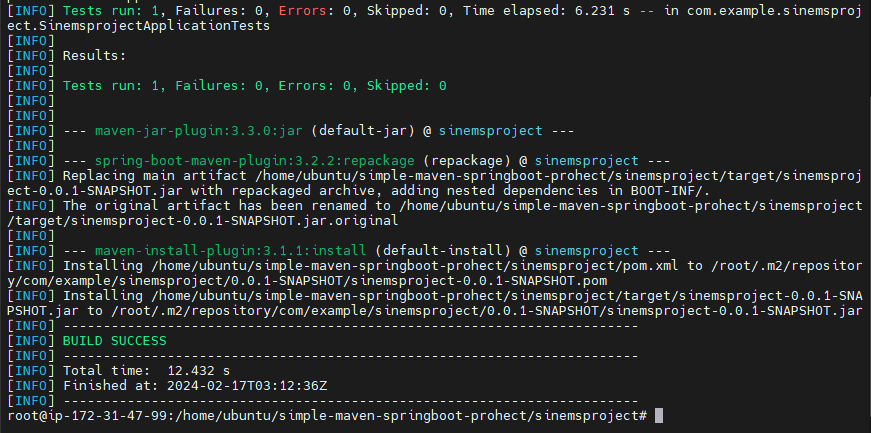 [INFO] Tests run: 1, Failures: 0, Errors: 0, Skipped: 0, Time elapsed: 6.231 s -- in com.example.sinemsproj
ect.SinemsprojectApplicationTests
[INFO]
[INFO] Results:
[INFO]
[INFO] Tests run: 1, Failures: 0, Errors: 0, Skipped: 0
[INFO]
[INFO]
[INFO] --- maven-jar-plugin:3.3.0:jar (default-jar) @ sinemsproject ---
[INFO]
[INFO] --- spring-boot-maven-plugin:3.2.2:repackage (repackage) @ sinemsproject ---
[INFO] Replacing main artifact /home/ubuntu/simple-maven-springboot-prohect/sinemsproject/target/sinemsproj
ect-0.0.1-SNAPSHOT.jar with repackaged archive, adding nested dependencies in BOOT-INF/.
[INFO] The original artifact has been renamed to /home/ubuntu/simple-maven-springboot-prohect/sinemsproject
/target/sinemsproject-0.0.1-SNAPSHOT.jar.original
[INFO]
[INFO] --- maven-install-plugin:3.1.1:install (default-install) @ sinemsproject ---
[INFO] Installing /home/ubuntu/simple-maven-springboot-prohect/sinemsproject/pom.xml to /root/.m2/repositor
y/com/example/sinemsproject/0.0.1-SNAPSHOT/sinemsproject-0.0.1-SNAPSHOT.pom
[INFO] Installing /home/ubuntu/simple-maven-springboot-prohect/sinemsproject/target/sinemsproject-0.0.1-SNA
PSHOT.jar to /root/.m2/repository/com/example/sinemsproject/0.0.1-SNAPSHOT/sinemsproject-0.0.1-SNAPSHOT.jar
[INFO] ------------------------------------------------------------------------
[INFO] BUILD SUCCESS
[INFO] ------------------------------------------------------------------------
[INFO] Total time:  12.432 s
[INFO] Finished at: 2024-02-17T03:12:36Z
[INFO] ------------------------------------------------------------------------
root@ip-172-31-47-99:/home/ubuntu/simple-maven-springboot-prohect/sinemsproject#